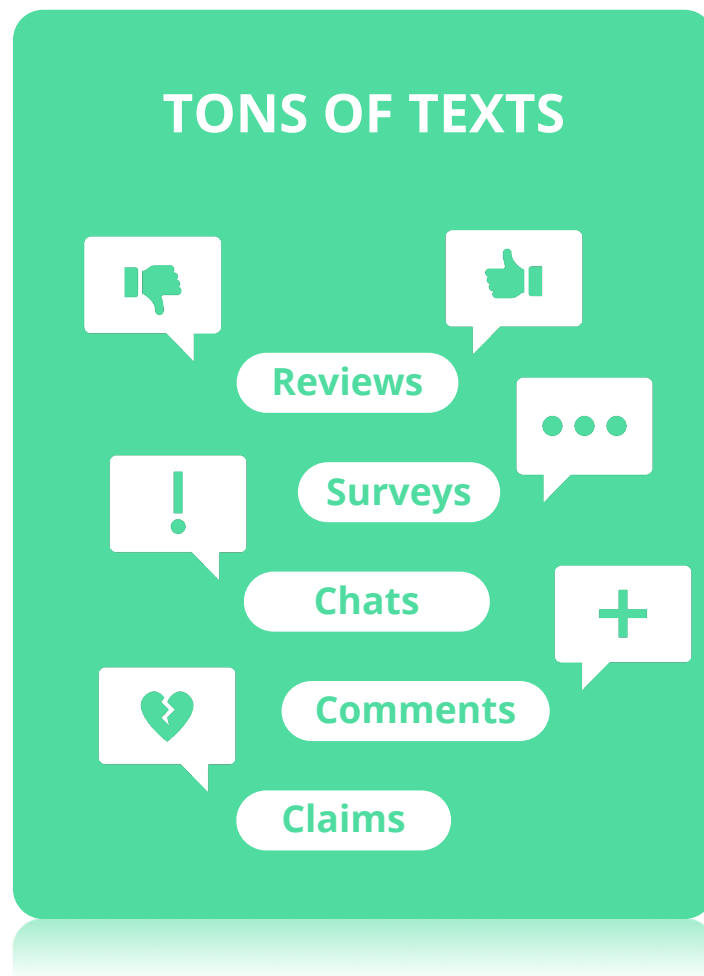 TONS OF TEXTS
Reviews
Surveys
Chats
Comments
Claims